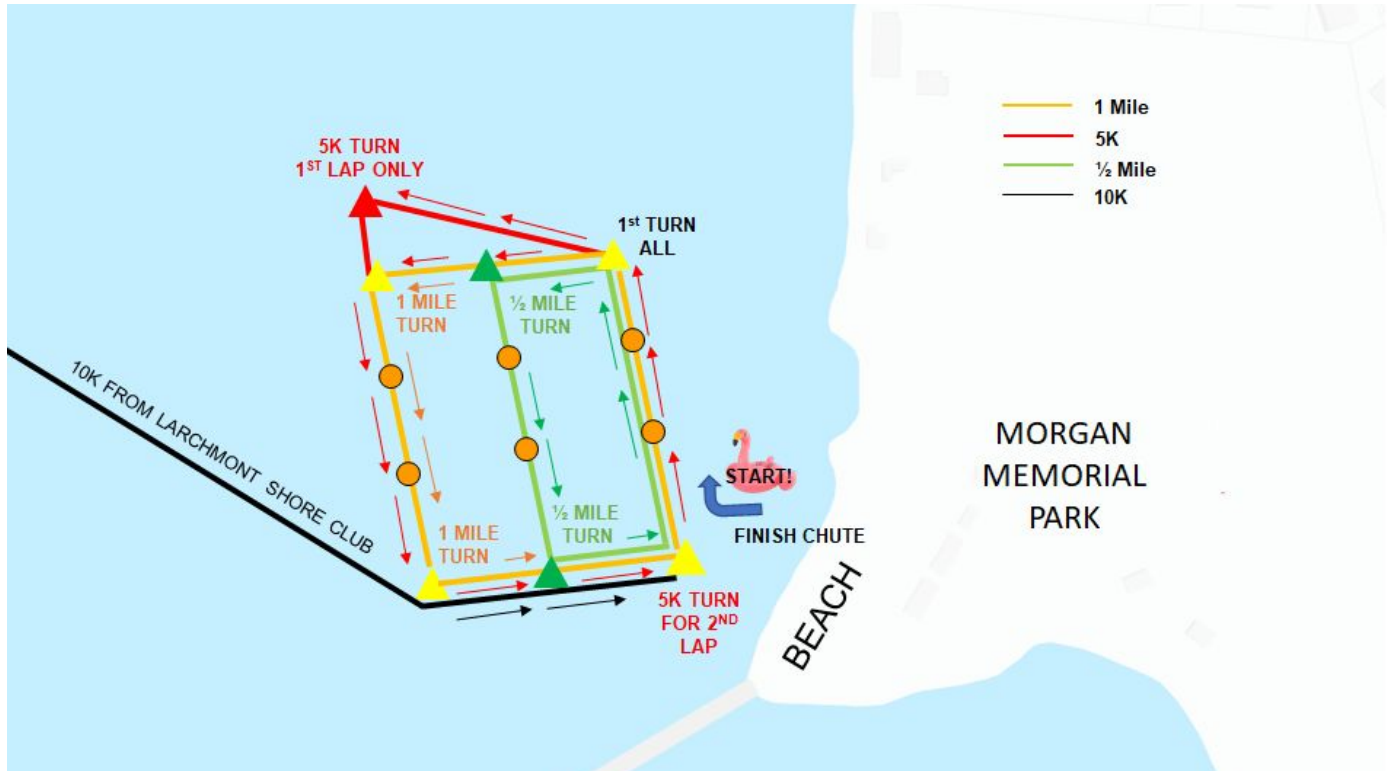 5K TURN
1ST LAP ONLY
1st TURN
ALL
1 MILE
TURN
½ MILE
TURN
10K FROM LARCHMONT SHORE CLUB
1 MILE
TURN
½ MILE
TURN
START!
FINISH CHUTE
5K TURN
FOR 2ND
LAP
BEACH
1 Mile
5K
½ Mile
10K
MORGAN
MEMORIAL
PARK